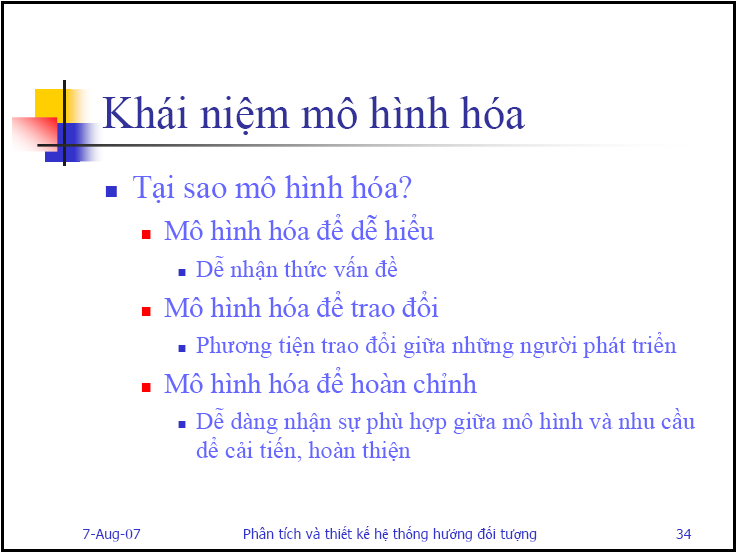 Khái niệm mô hình hóa
Tại sao mô hình hóa?
Mô hình hóa để dễ hiểu
Dễ nhận thức vấn đề
Mô hình hóa để trao đổi
Phương tiện trao đổi giữa những người phát triển
Mô hình hóa để hoàn chỉnh
Dễ dàng nhận sự phù hợp giữa mô hình và nhu cầu
dể cải tiến, hoàn thiện
7-Aug-07 Phân tích và thiết kế hệ thống hướng đối tượng 34